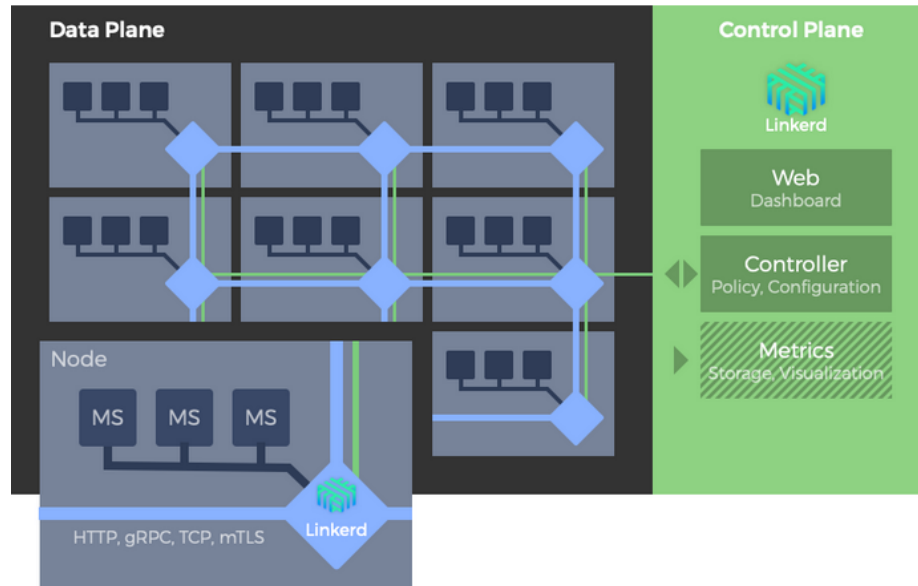 Data Plane
Control Plane
Linkerd
Web
Dashboard
Controller
Policy, Configuration
Metrics
Storage, Visualization
Node
MS MS MS
Linkerd
HTTP, gRPC, TCP, mTLS